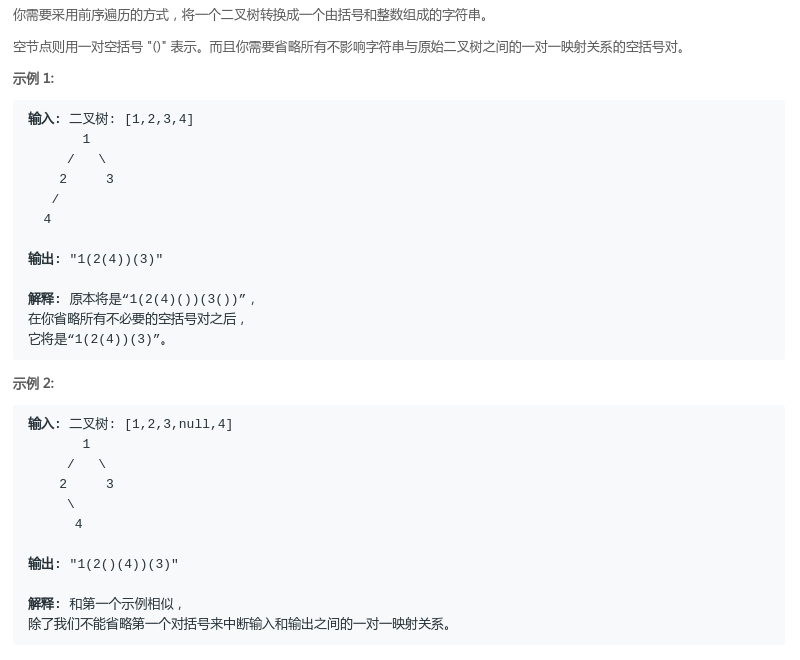 你需要采用前序遍历的方式，将一个二叉树转换成一个由括号和整数组成的字符串。
空节点则用一对空括号 "()" 表示。而且你需要省略所有不影响字符串与原始二叉树之间的一对一映射关系的空括号对。
示例 1:
输入: 二叉树: [1,2,3,4]
1
/ \
2 3
/
4
输出: "1(2(4))(3)"
解释: 原本将是“1(2(4)())(3())”，
在你省略所有不必要的空括号对之后，
它将是“1(2(4))(3)”。
示例 2:
输入: 二叉树: [1,2,3,null,4]
1
/ \
2 3
\
4
输出: "1(2()(4))(3)"
解释: 和第一个示例相似，
除了我们不能省略第一个对括号来中断输入和输出之间的一对一映射关系。